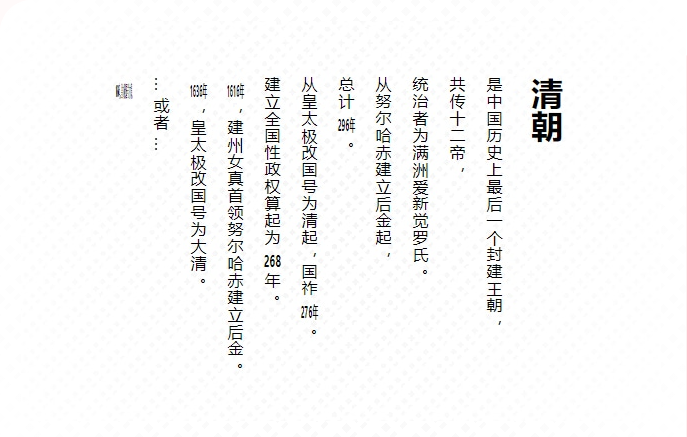 清朝
是中国历史上最后一个封建王朝，
共传十二帝，
统治者为满洲爱新觉罗氏。
从努尔哈赤建立后金起，
总计296年。
从皇太极改国号为清起，国祚276年。
建立全国性政权算起为268年。
1616年，建州女真首领努尔哈赤建立后金。
1636年，皇太极改国号为大清。
… 或者 …